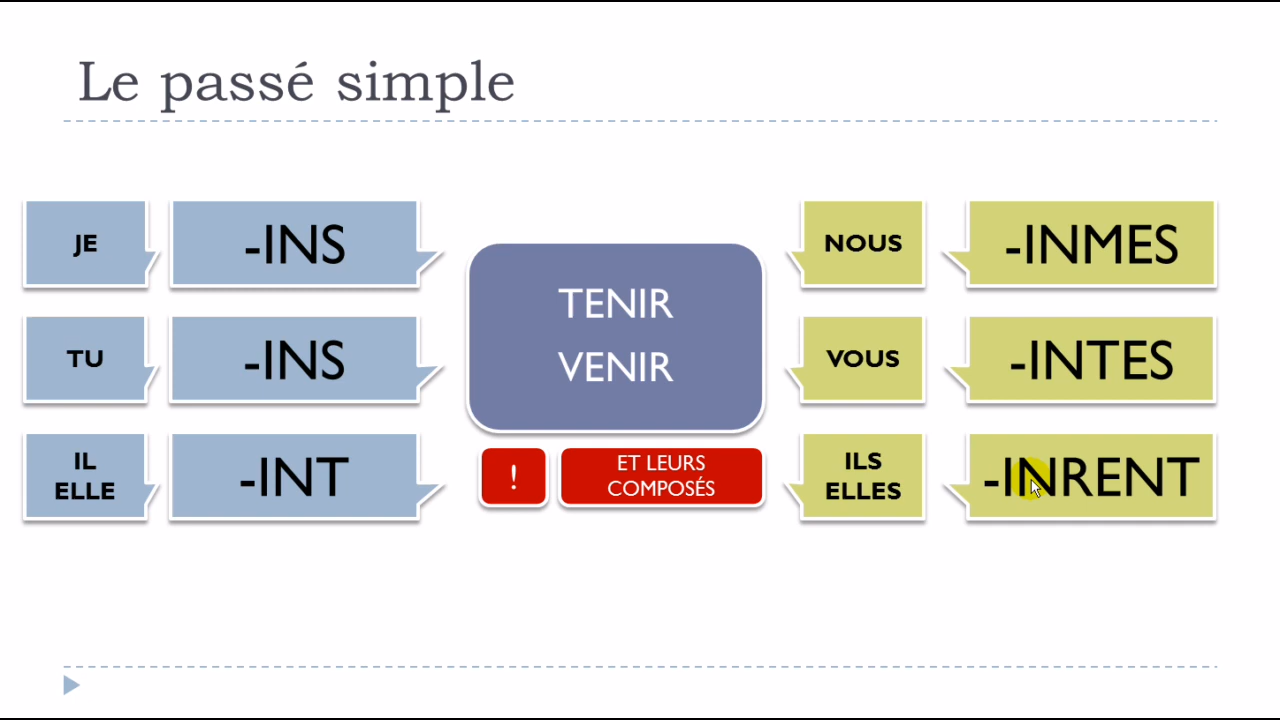 Le passé simple
JE
-INS
TU
-INS
IL
ELLE
-INT
TENIR
VENIR
!
ET LEURS
COMPOSÉS
NOUS
-INMES
VOUS
-INTES
ILS
ELLES
-INRENT